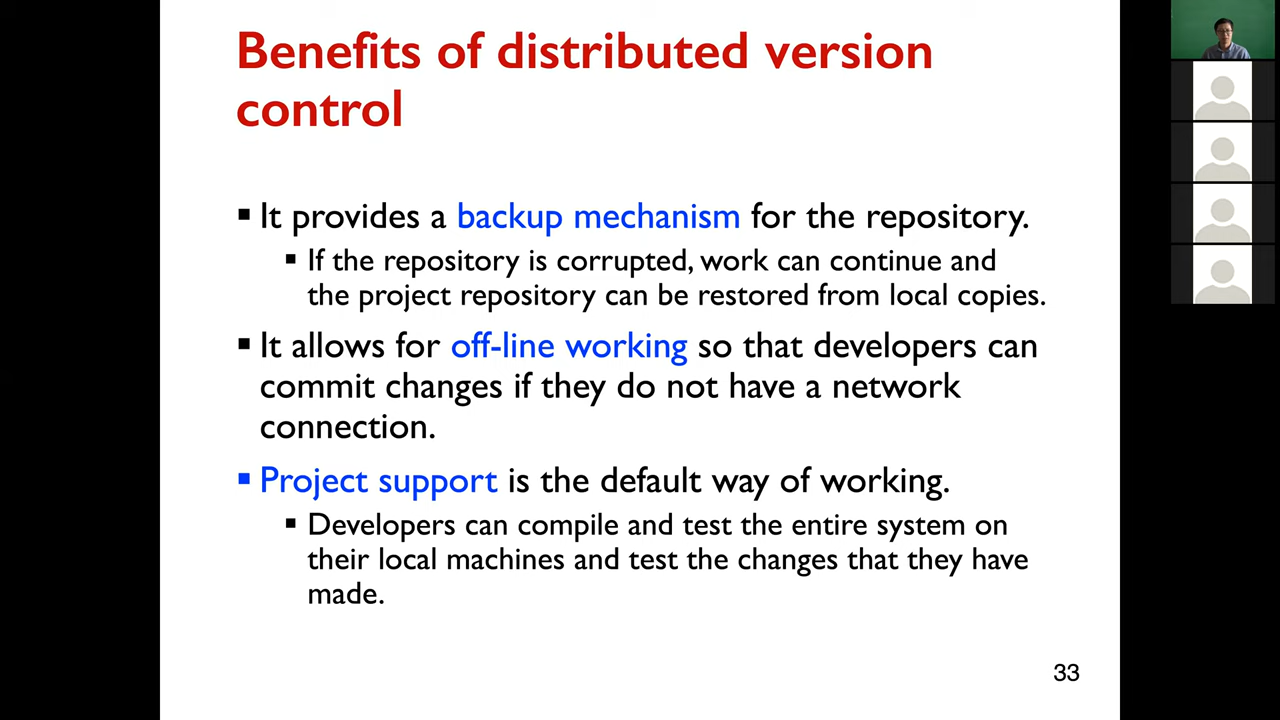 Benefits of distributed version
control
▪ It provides a backup mechanism for the repository.
▪ If the repository is corrupted, work can continue and
the project repository can be restored from local copies.
▪ It allows for off-line working so that developers can
commit changes if they do not have a network
connection.
▪ Project support is the default way of working.
▪ Developers can compile and test the entire system on
their local machines and test the changes that they have
made.
33